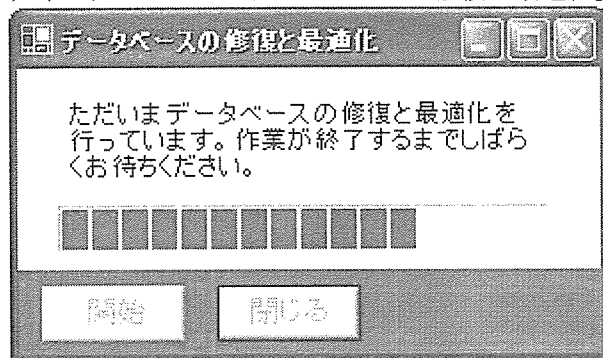 データベースの修復と最適化
ただいまデータベースの修復と最適化を
行っています。作業が終了するまでしばら
くお待ちください。
開始
閉じる